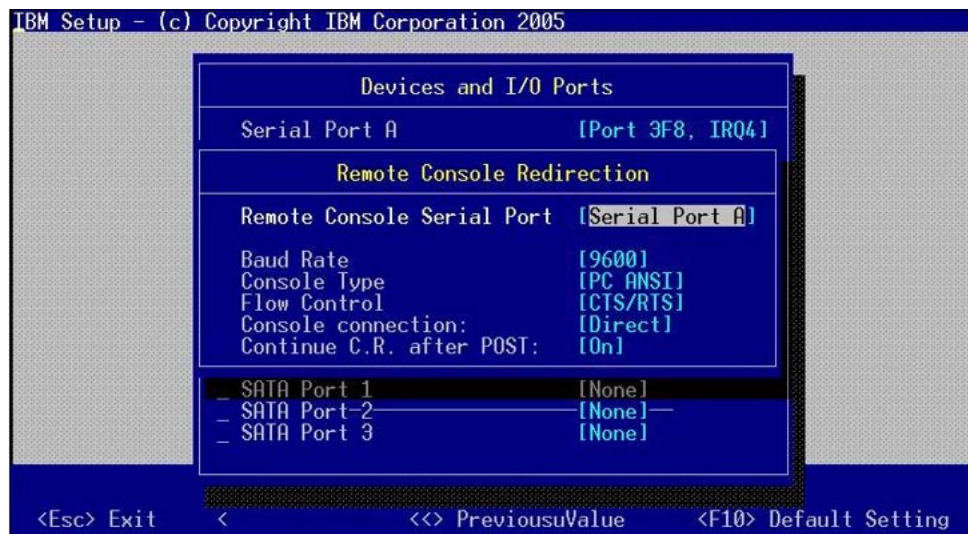 IBM Setup - (c) Copyright IBM Corporation 2005
Devices and I/O Ports
Serial Port A [Port 3F8, IRQ4]
Remote Console Redirection
Remote Console Serial Port [Serial Port A]
Baud Rate [9600]
Console Type [PC ANSI]
Flow Control [CTS/RTS]
Console connection: [Direct]
Continue C.R. after POST: [On]
_ SATA Port 1 [None]
_ SATA Port 2 [None]
_ SATA Port 3 [None]
<Esc> Exit < <<> PreviousuValue <F10> Default Setting